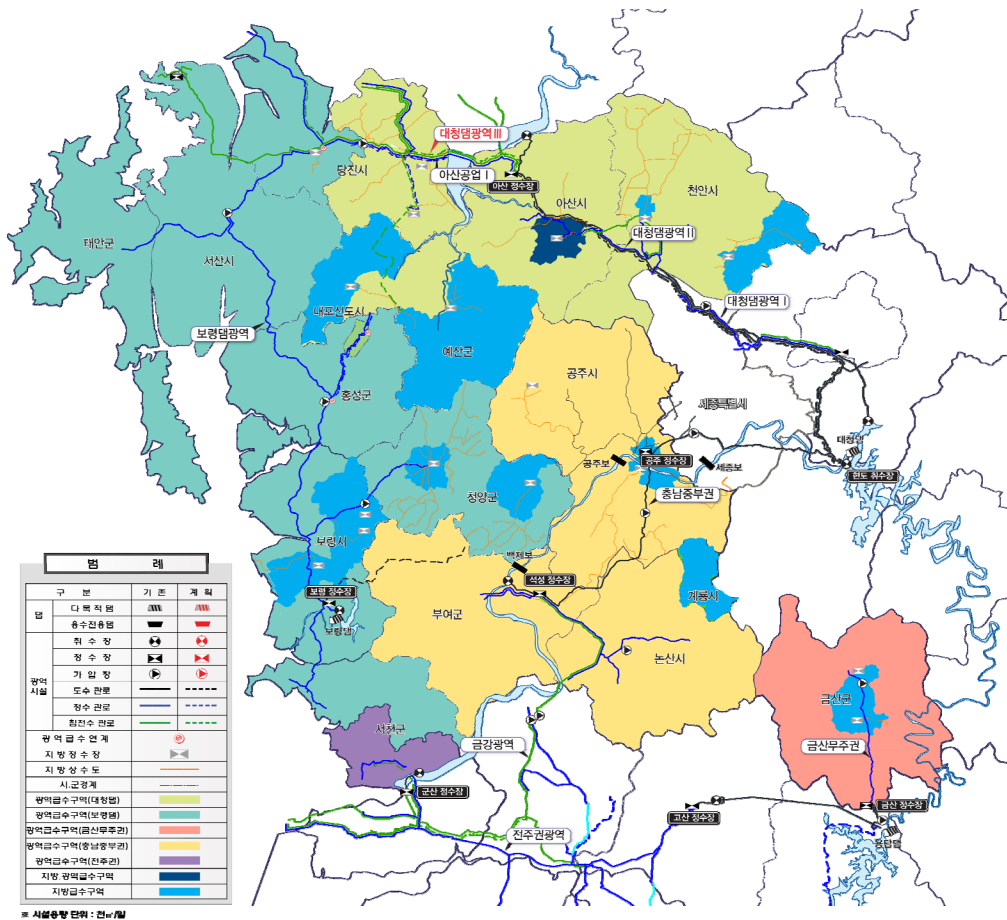 대청댐광역Ⅲ
당진시
아산공업Ⅰ
아산 정수장
아산시
천안시
대청댐광역Ⅱ
태안군
서산시
대청댐광역Ⅰ
내포신도시
보령댐광역
예산군
공주시
홍성군
세종특별시
대청댐
공주보
공주 정수장
세종보
현도 취수장
청양군
충남중부권
보령시
백제보
석성 정수장
계룡시
보령 정수장
부여군
보령댐
논산시
금산군
서천군
금강광역
금산무주권
군산 정수장
고산 정수장
금산 정수장
전주권광역
용담댐
범 례
구 분 기 존 계 획
댐 다목적댐
용수전용댐
광역시설 취 수 장
정 수 장
가 압 장
도수 관로
정수 관로
침전수 관로
광역급수연계
지방정수장
지방상수도
시.군경계
광역급수구역(대청댐)
광역급수구역(보령댐)
광역급수구역(금산무주권)
광역급수구역(충남중부권)
광역급수구역(전주권)
지방.광역급수구역
지방급수구역
※ 시설용량 단위 : 천㎥/일